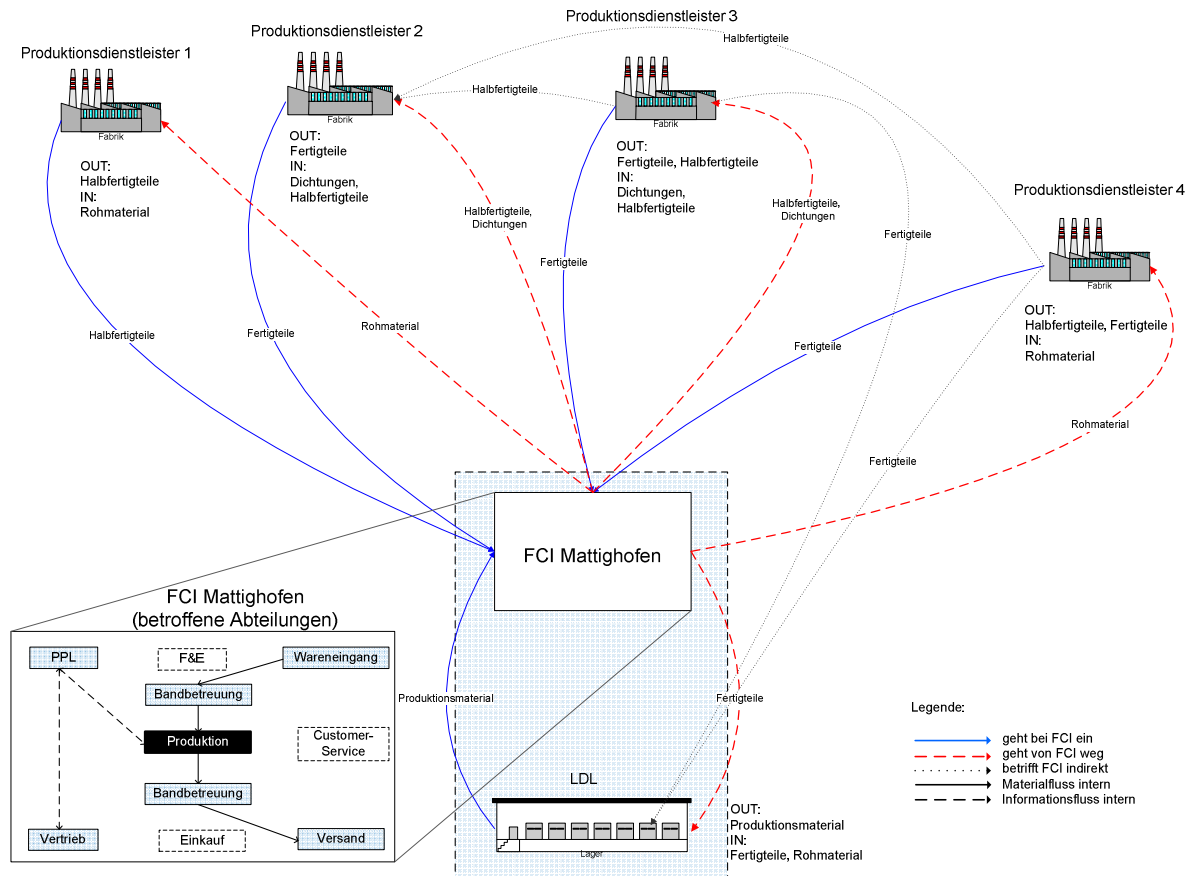 Produktionsdienstleister 1
Fabrik
OUT:
Halbfertigteile
IN:
Rohmaterial
Produktionsdienstleister 2
Fabrik
OUT:
Fertigteile
IN:
Dichtungen,
Halbfertigteile
Produktionsdienstleister 3
Fabrik
OUT:
Fertigteile, Halbfertigteile
IN:
Dichtungen,
Halbfertigteile
Produktionsdienstleister 4
Fabrik
OUT:
Halbfertigteile, Fertigteile
IN:
Rohmaterial
Halbfertigteile
Halbfertigteile
Halbfertigteile,
Dichtungen
Halbfertigteile,
Dichtungen
Fertigteile
Fertigteile
Halbfertigteile
Fertigteile
Rohmaterial
Fertigteile
Rohmaterial
Fertigteile
FCI Mattighofen
Produktionsmaterial
Fertigteile
LDL
Lager
OUT:
Produktionsmaterial
IN:
Fertigteile, Rohmaterial
FCI Mattighofen
(betroffene Abteilungen)
PPL
F&E
Wareneingang
Bandbetreuung
Produktion
Customer-
Service
Bandbetreuung
Vertrieb
Einkauf
Versand
Legende:
geht bei FCI ein
geht von FCI weg
betrifft FCI indirekt
Materialfluss intern
Informationsfluss intern